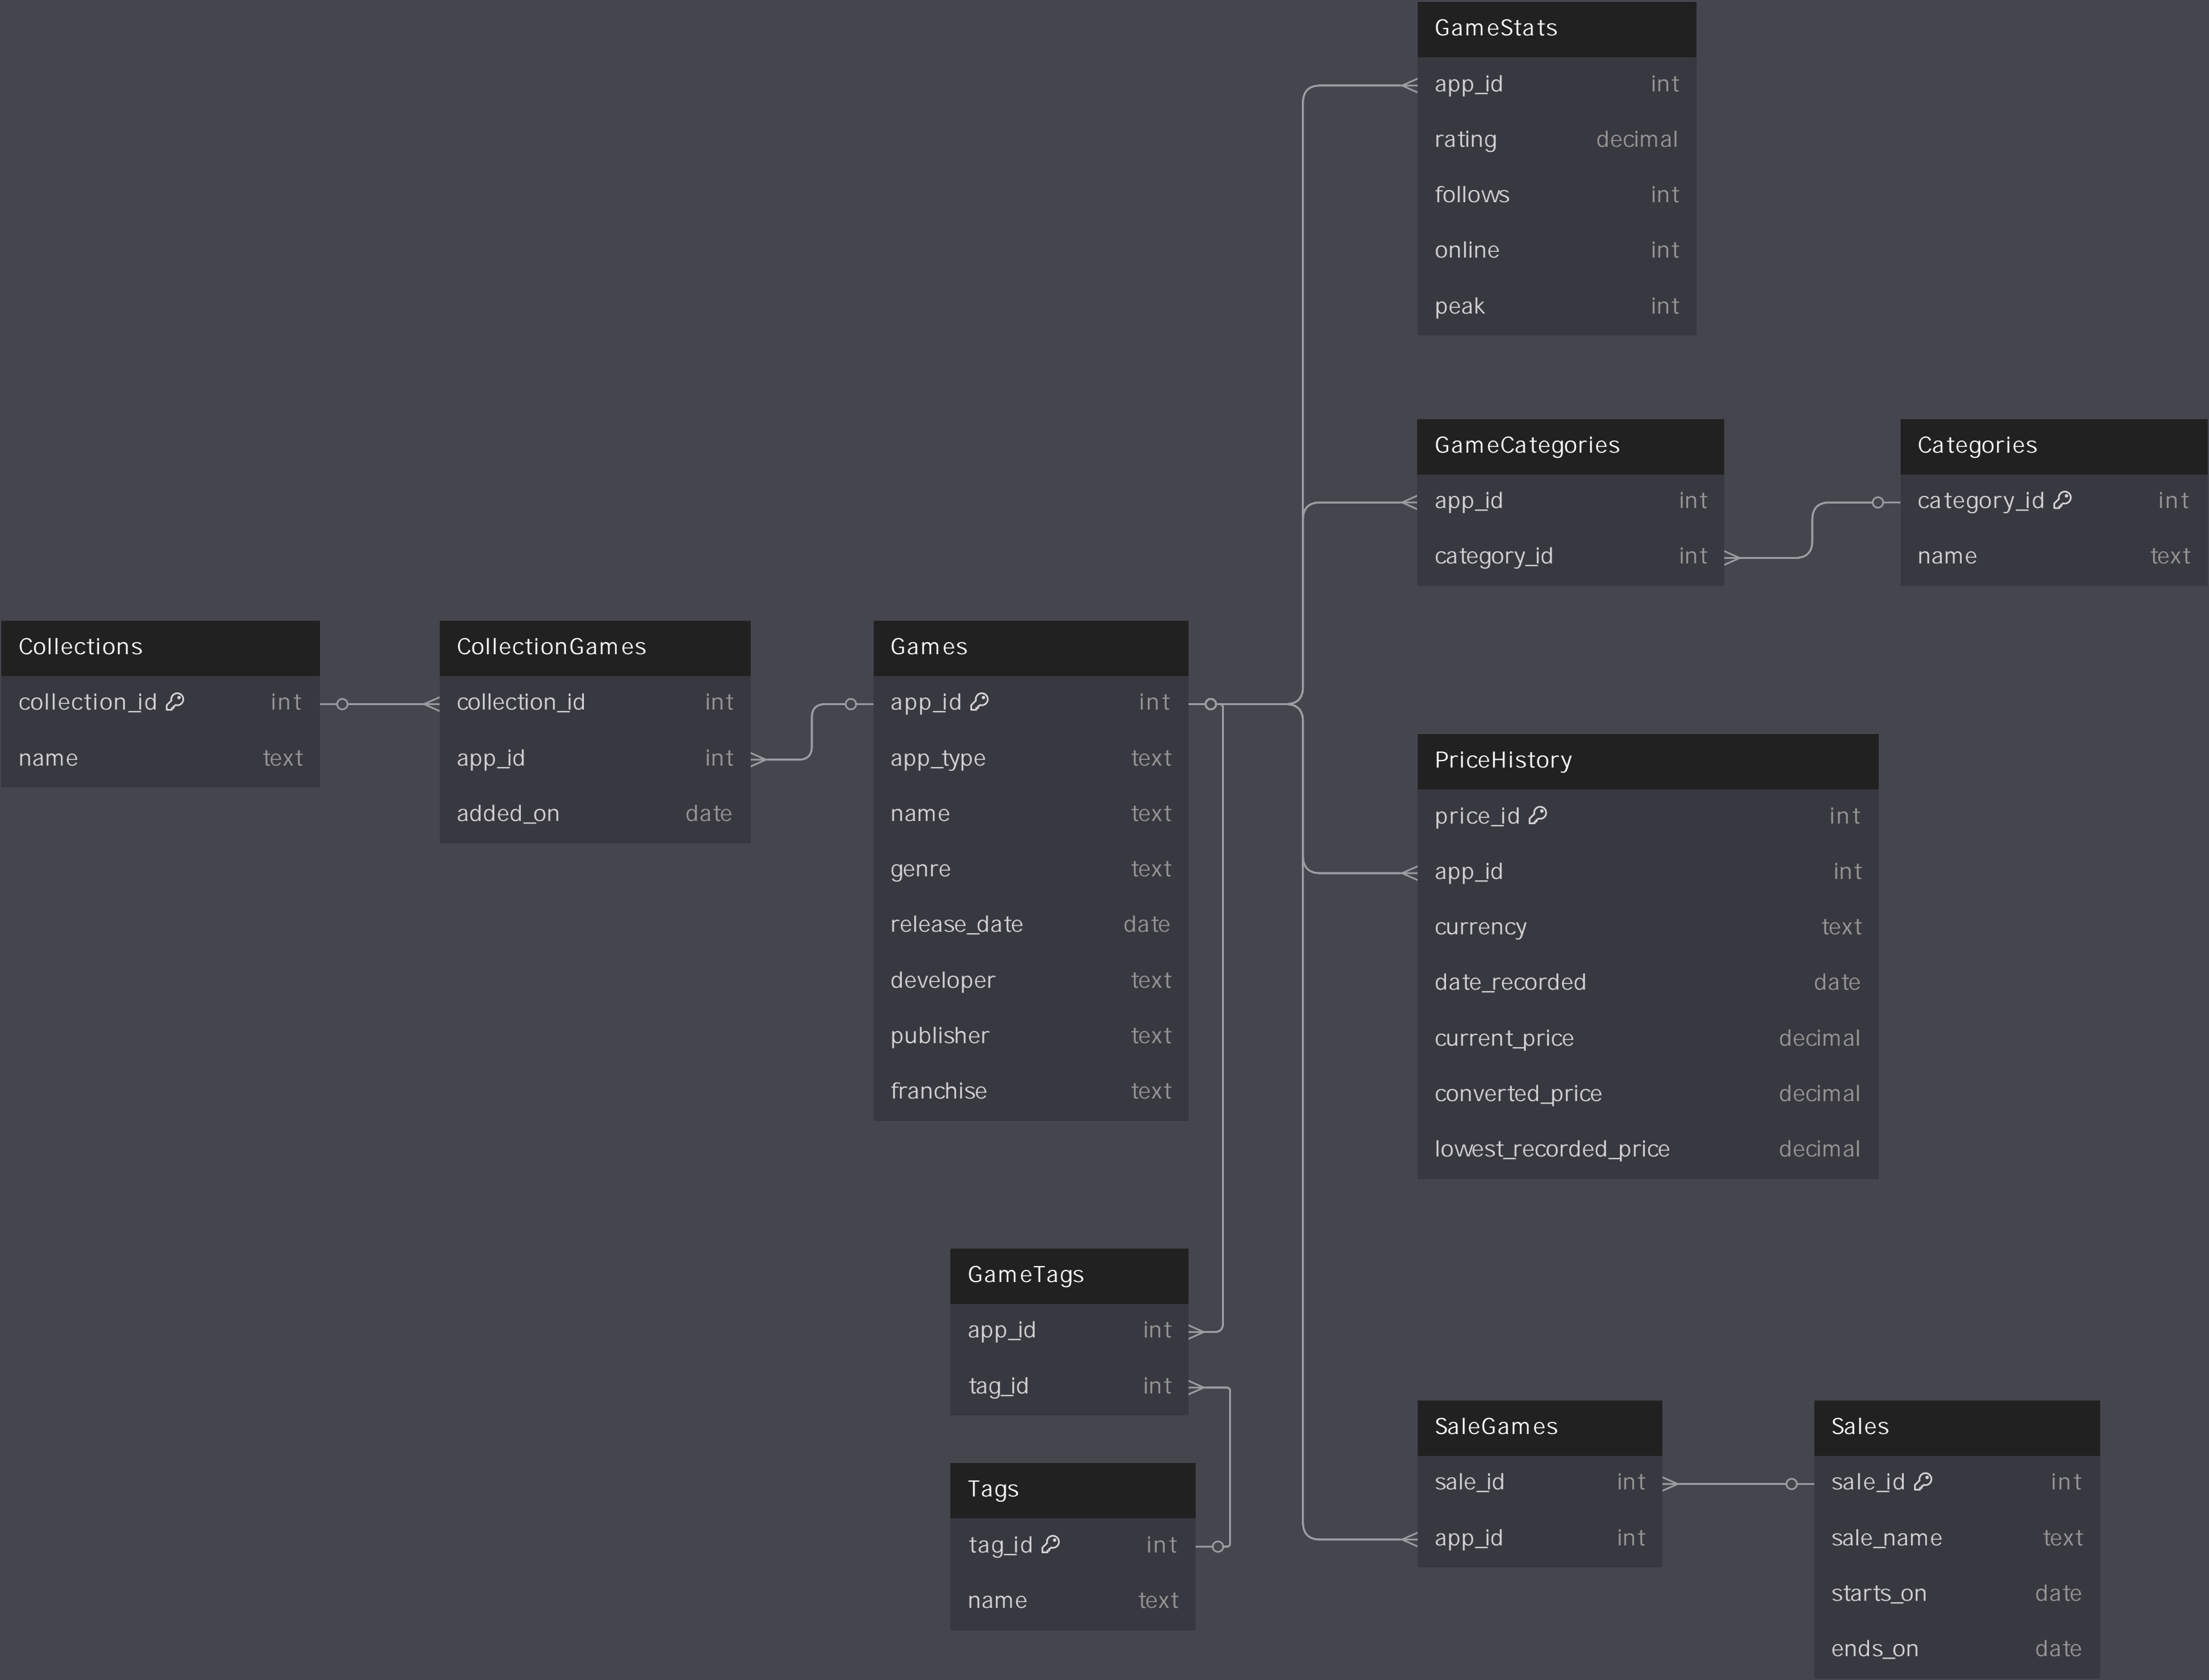 GameStats
app_id int
rating decimal
follows int
online int
peak int
GameCategories
app_id int
category_id int
Categories
category_id int
name text
Collections
collection_id int
name text
CollectionGames
collection_id int
app_id int
added_on date
Games
app_id int
app_type text
name text
genre text
release_date date
developer text
publisher text
franchise text
PriceHistory
price_id int
app_id int
currency text
date_recorded date
current_price decimal
converted_price decimal
lowest_recorded_price decimal
GameTags
app_id int
tag_id int
Tags
tag_id int
name text
SaleGames
sale_id int
app_id int
Sales
sale_id int
sale_name text
starts_on date
ends_on date